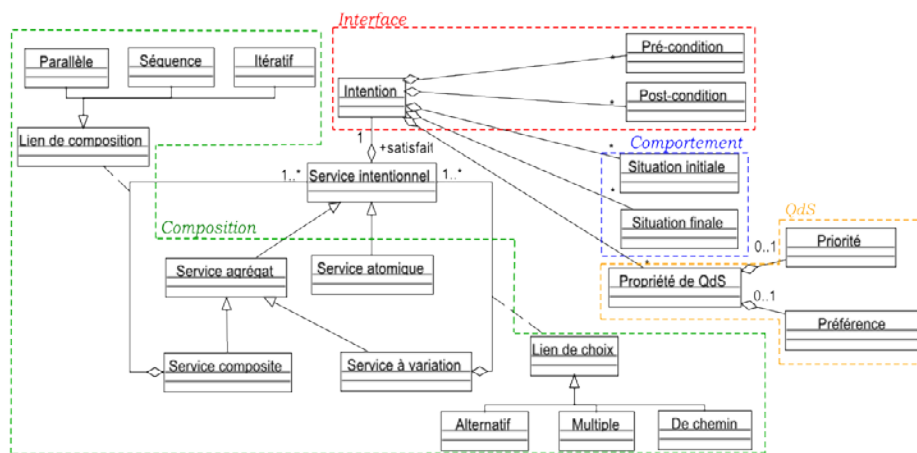 Interface
Parallèle
Séquence
Itératif
Pré-condition
*
Intention
Post-condition
*
Lien de composition
1
+satisfait
Comportement
*
Situation initiale
1..*
Service intentionnel
1..*
*
Situation finale
QdS
Composition
Priorité
0..1
Service agrégat
Service atomique
*
Propriété de QdS
0..1
Préférence
Lien de choix
Service composite
Service à variation
Alternatif
Multiple
De chemin